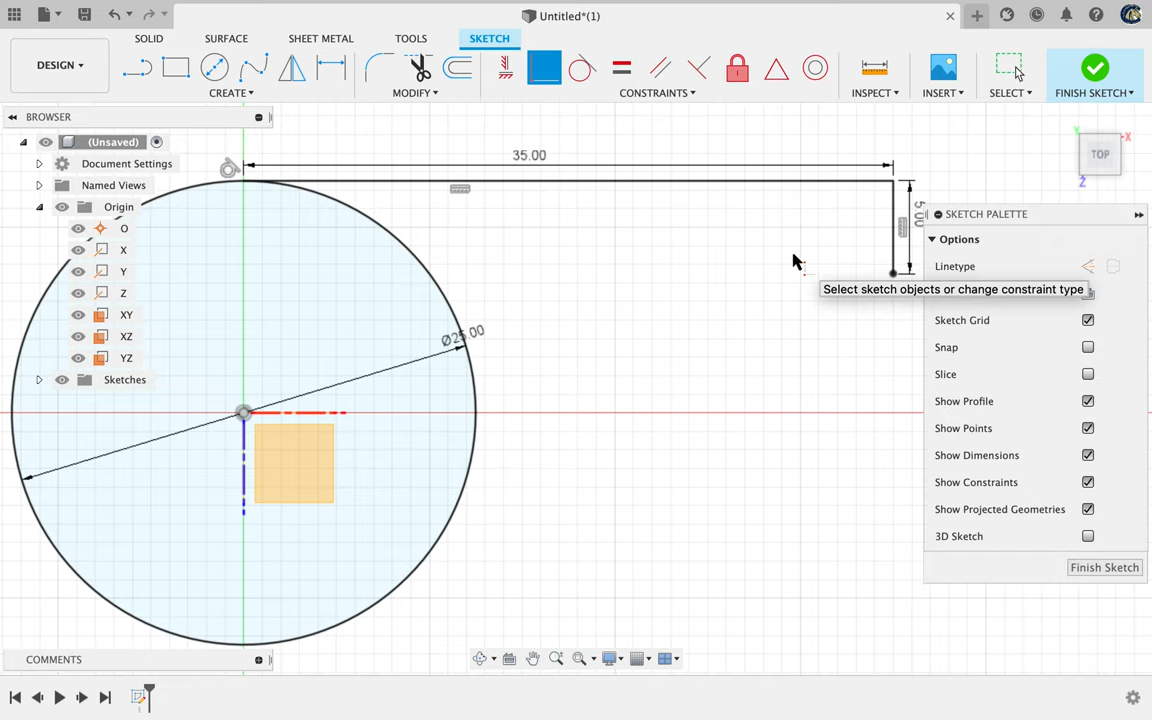 Untitled*(1)
SOLID SURFACE SHEET METAL TOOLS SKETCH
DESIGN ▾
CREATE ▾ MODIFY ▾ CONSTRAINTS ▾ INSPECT ▾ INSERT ▾ SELECT ▾ FINISH SKETCH ▾
BROWSER
(Unsaved)
Document Settings
Named Views
Origin
O
X
Y
Z
XY
XZ
YZ
Sketches
35.00
5.00
Ø25.00
Y
X
TOP
Z
Select sketch objects or change constraint type
SKETCH PALETTE
Options
Linetype
Sketch Grid
Snap
Slice
Show Profile
Show Points
Show Dimensions
Show Constraints
Show Projected Geometries
3D Sketch
Finish Sketch
COMMENTS